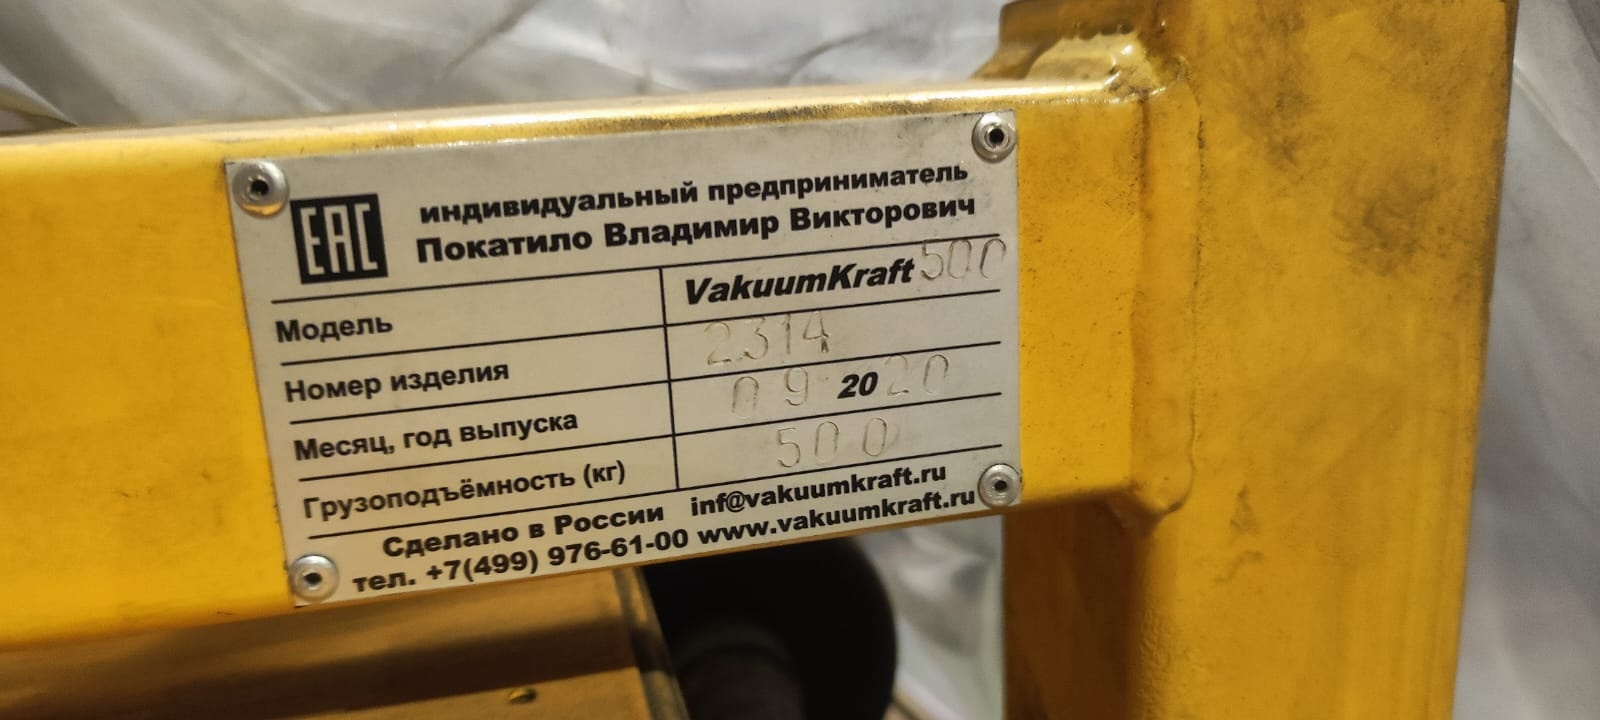 EAC индивидуальный предприниматель
Покатило Владимир Викторович
Модель VakuumKraft 500
Номер изделия 2314
Месяц, год выпуска 09 2020
Грузоподъёмность (кг) 500
Сделано в России inf@vakuumkraft.ru
тел. +7(499) 976-61-00 www.vakuumkraft.ru